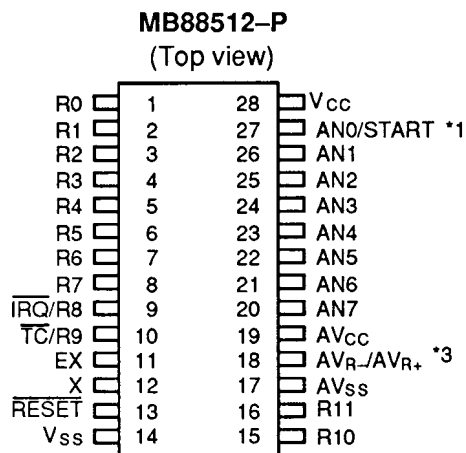 MB88512–P
(Top view)
R0 1 28 VCC
R1 2 27 AN0/START *1
R2 3 26 AN1
R3 4 25 AN2
R4 5 24 AN3
R5 6 23 AN4
R6 7 22 AN5
R7 8 21 AN6
IRQ/R8 9 20 AN7
TC/R9 10 19 AVCC
EX 11 18 AVR–/AVR+ *3
X 12 17 AVSS
RESET 13 16 R11
VSS 14 15 R10